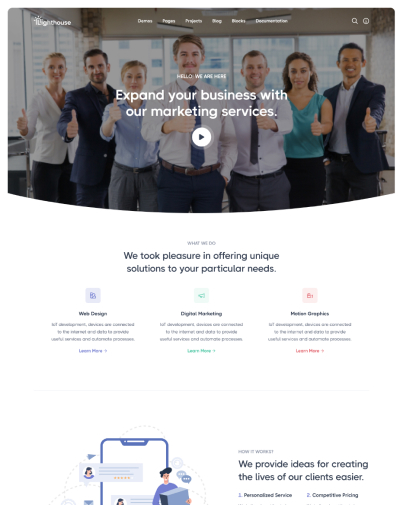 Lighthouse
Demos Pages Projects Blog Blocks Documentation
HELLO! WE ARE HERE
Expand your business with
our marketing services.
WHAT WE DO
We took pleasure in offering unique
solutions to your particular needs.
Web Design Digital Marketing Motion Graphics
IoT development, devices are connected IoT development, devices are connected IoT development, devices are connected
to the internet and data to provide to the internet and data to provide to the internet and data to provide
useful services and automate processes. useful services and automate processes. useful services and automate processes.
Learn More Learn More Learn More
HOW IT WORKS?
We provide ideas for creating
the lives of our clients easier.
1. Personalized Service 2. Competitive Pricing